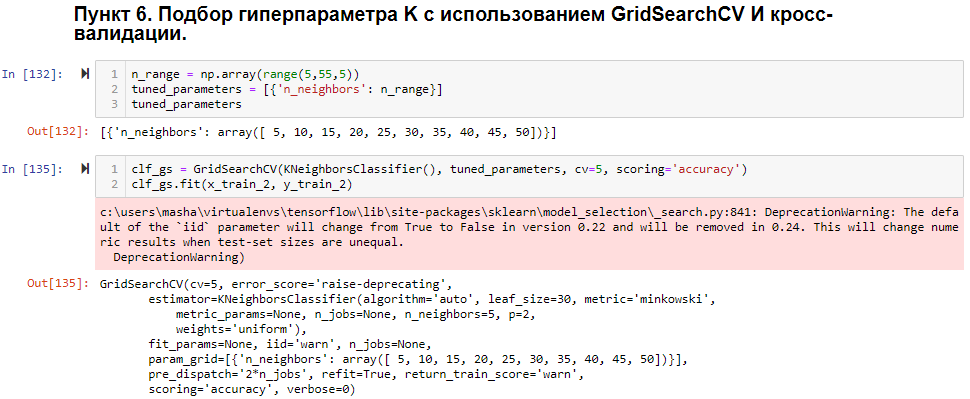 Пункт 6. Подбор гиперпараметра K с использованием GridSearchCV И кросс-
валидации.
In [132]:
1 n_range = np.array(range(5,55,5))
2 tuned_parameters = [{'n_neighbors': n_range}]
3 tuned_parameters
Out[132]: [{'n_neighbors': array([ 5, 10, 15, 20, 25, 30, 35, 40, 45, 50])}]
In [135]:
1 clf_gs = GridSearchCV(KNeighborsClassifier(), tuned_parameters, cv=5, scoring='accuracy')
2 clf_gs.fit(x_train_2, y_train_2)
c:\users\masha\virtualenvs\tensorflow\lib\site-packages\sklearn\model_selection\_search.py:841: DeprecationWarning: The defa
ult of the `iid` parameter will change from True to False in version 0.22 and will be removed in 0.24. This will change nume
ric results when test-set sizes are unequal.
DeprecationWarning)
Out[135]: GridSearchCV(cv=5, error_score='raise-deprecating',
estimator=KNeighborsClassifier(algorithm='auto', leaf_size=30, metric='minkowski',
metric_params=None, n_jobs=None, n_neighbors=5, p=2,
weights='uniform'),
fit_params=None, iid='warn', n_jobs=None,
param_grid=[{'n_neighbors': array([ 5, 10, 15, 20, 25, 30, 35, 40, 45, 50])}],
pre_dispatch='2*n_jobs', refit=True, return_train_score='warn',
scoring='accuracy', verbose=0)